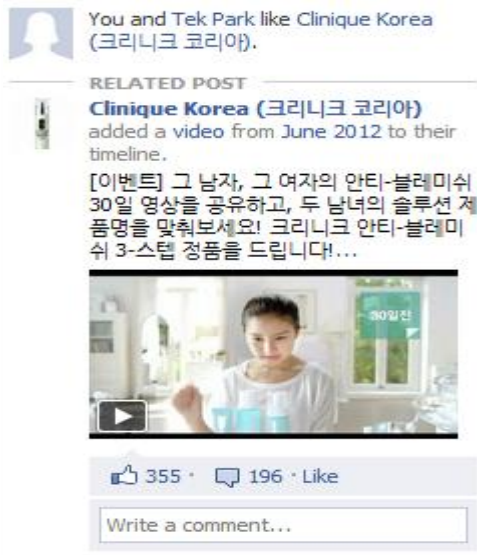 You and Tek Park like Clinique Korea
(크리니크 코리아).
RELATED POST
Clinique Korea (크리니크 코리아)
added a video from June 2012 to their
timeline.
[이벤트] 그 남자, 그 여자의 안티-블레미쉬
30일 영상을 공유하고, 두 남녀의 솔루션 제
품명을 맞춰보세요! 크리니크 안티-블레미
쉬 3-스텝 정품을 드립니다!...
30일전
355 · 196 · Like
Write a comment...